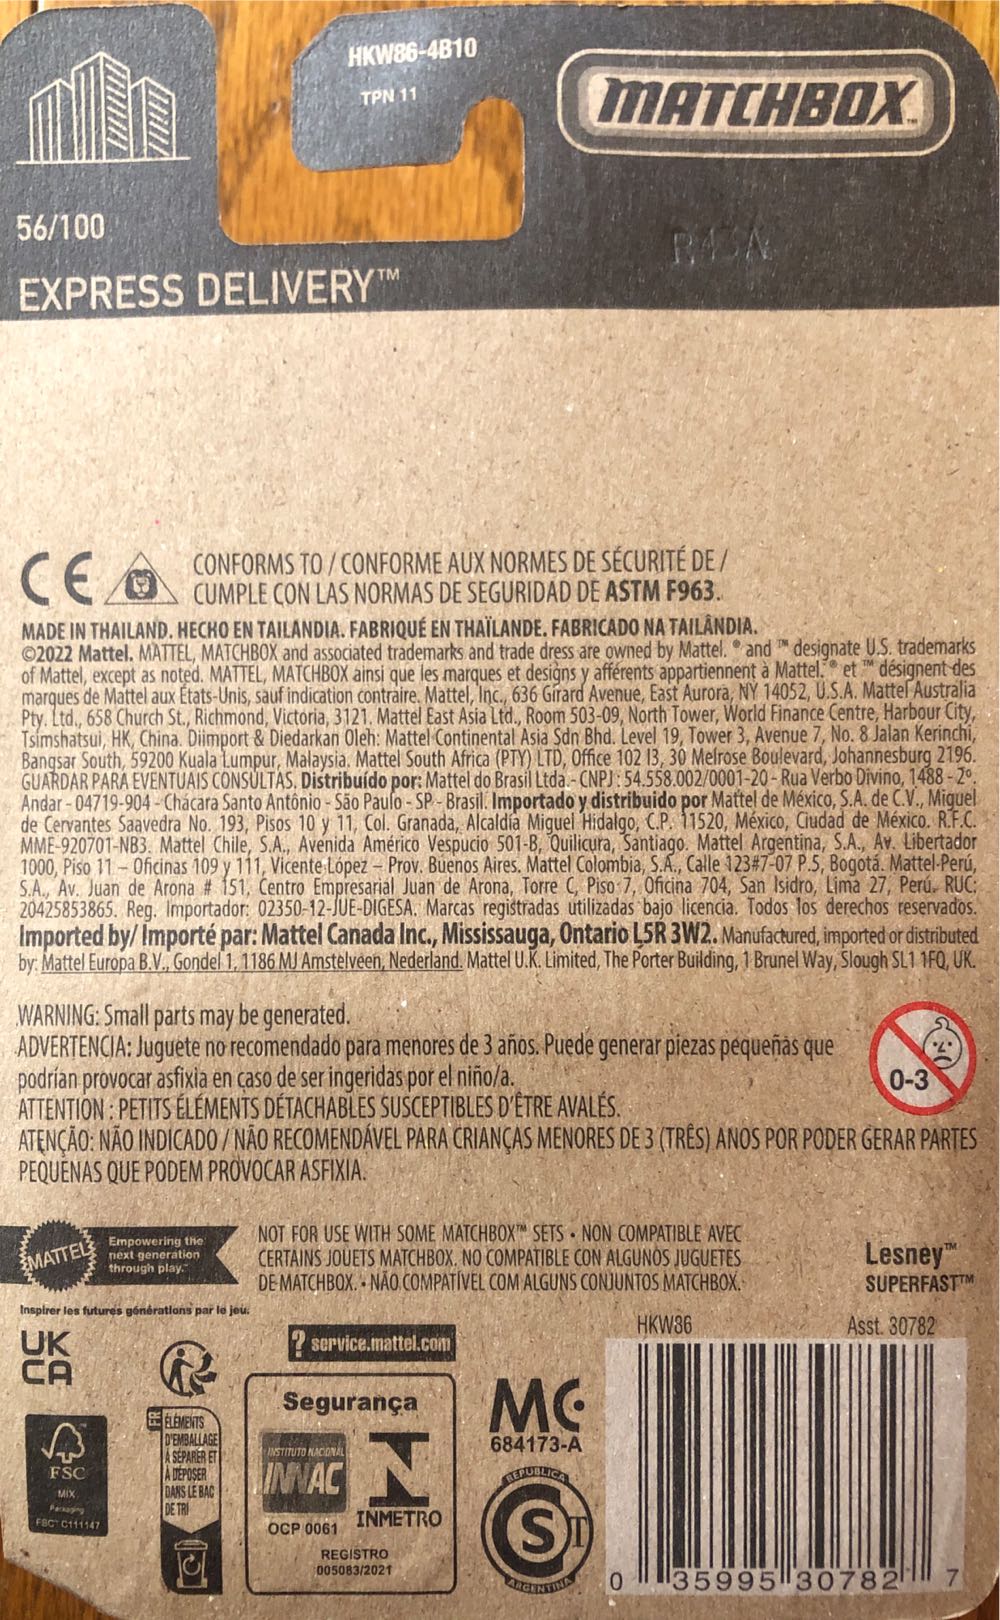 HKW86-4B10
TPN 11
MATCHBOX™
56/100
EXPRESS DELIVERY™
CE
CONFORMS TO / CONFORME AUX NORMES DE SÉCURITÉ DE /
CUMPLE CON LAS NORMAS DE SEGURIDAD DE ASTM F963.
MADE IN THAILAND. HECHO EN TAILANDIA. FABRIQUÉ EN THAÏLANDE. FABRICADO NA TAILÂNDIA.
©2022 Mattel. MATTEL, MATCHBOX and associated trademarks and trade dress are owned by Mattel. ® and ™ designate U.S. trademarks
of Mattel, except as noted. MATTEL, MATCHBOX ainsi que les marques et designs y afférents appartiennent à Mattel. ® et ™ désignent des
marques de Mattel aux États-Unis, sauf indication contraire. Mattel, Inc., 636 Girard Avenue, East Aurora, NY 14052, U.S.A. Mattel Australia
Pty. Ltd., 658 Church St., Richmond, Victoria, 3121. Mattel East Asia Ltd., Room 503-09, North Tower, World Finance Centre, Harbour City,
Tsimshatsui, HK, China. Diimport & Diedarkan Oleh: Mattel Continental Asia Sdn Bhd. Level 19, Tower 3, Avenue 7, No. 8 Jalan Kerinchi,
Bangsar South, 59200 Kuala Lumpur, Malaysia. Mattel South Africa (PTY) LTD, Office 102 I3, 30 Melrose Boulevard, Johannesburg 2196.
GUARDAR PARA EVENTUAIS CONSULTAS. Distribuído por: Mattel do Brasil Ltda.- CNPJ : 54.558.002/0001-20 - Rua Verbo Divino, 1488 - 2º.
Andar - 04719-904 - Chácara Santo Antônio - São Paulo - SP - Brasil. Importado y distribuido por Mattel de México, S.A. de C.V., Miguel
de Cervantes Saavedra No. 193, Pisos 10 y 11, Col. Granada, Alcaldía Miguel Hidalgo, C.P. 11520, México, Ciudad de México. R.F.C.
MME-920701-NB3. Mattel Chile, S.A., Avenida Américo Vespucio 501-B, Quilicura, Santiago. Mattel Argentina, S.A., Av. Libertador
1000, Piso 11 – Oficinas 109 y 111, Vicente López – Prov. Buenos Aires. Mattel Colombia, S.A., Calle 123#7-07 P.5, Bogotá. Mattel-Perú,
S.A., Av. Juan de Arona # 151, Centro Empresarial Juan de Arona, Torre C, Piso 7, Oficina 704, San Isidro, Lima 27, Perú. RUC:
20425853865. Reg. Importador: 02350-12-JUE-DIGESA. Marcas registradas utilizadas bajo licencia. Todos los derechos reservados.
Imported by/ Importé par: Mattel Canada Inc., Mississauga, Ontario L5R 3W2. Manufactured, imported or distributed
by: Mattel Europa B.V., Gondel 1, 1186 MJ Amstelveen, Nederland. Mattel U.K. Limited, The Porter Building, 1 Brunel Way, Slough SL1 1FQ, UK.
WARNING: Small parts may be generated.
ADVERTENCIA: Juguete no recomendado para menores de 3 años. Puede generar piezas pequeñas que
podrían provocar asfixia en caso de ser ingeridas por el niño/a.
ATTENTION : PETITS ÉLÉMENTS DÉTACHABLES SUSCEPTIBLES D'ÊTRE AVALÉS.
ATENÇÃO: NÃO INDICADO / NÃO RECOMENDÁVEL PARA CRIANÇAS MENORES DE 3 (TRÊS) ANOS POR PODER GERAR PARTES
PEQUENAS QUE PODEM PROVOCAR ASFIXIA.
0-3
MATTEL
Empowering the
next generation
through play.™
Inspirer les futures générations par le jeu.
NOT FOR USE WITH SOME MATCHBOX™ SETS • NON COMPATIBLE AVEC
CERTAINS JOUETS MATCHBOX. NO COMPATIBLE CON ALGUNOS JUGUETES
DE MATCHBOX. • NÃO COMPATÍVEL COM ALGUNS CONJUNTOS MATCHBOX.
Lesney™
SUPERFAST™
UK
CA
? service.mattel.com
HKW86
Asst. 30782
FSC
MIX
Packaging
FSC™ C111147
FR
ÉLÉMENTS
D'EMBALLAGE
À SÉPARER ET
À DÉPOSER
DANS LE BAC
DE TRI
Segurança
INSTITUTO NACIONAL
INNAC
OCP 0061
INMETRO
REGISTRO
005083/2021
MC
684173-A
REPUBLICA
S
T
ARGENTINA
0 35995 30782 7